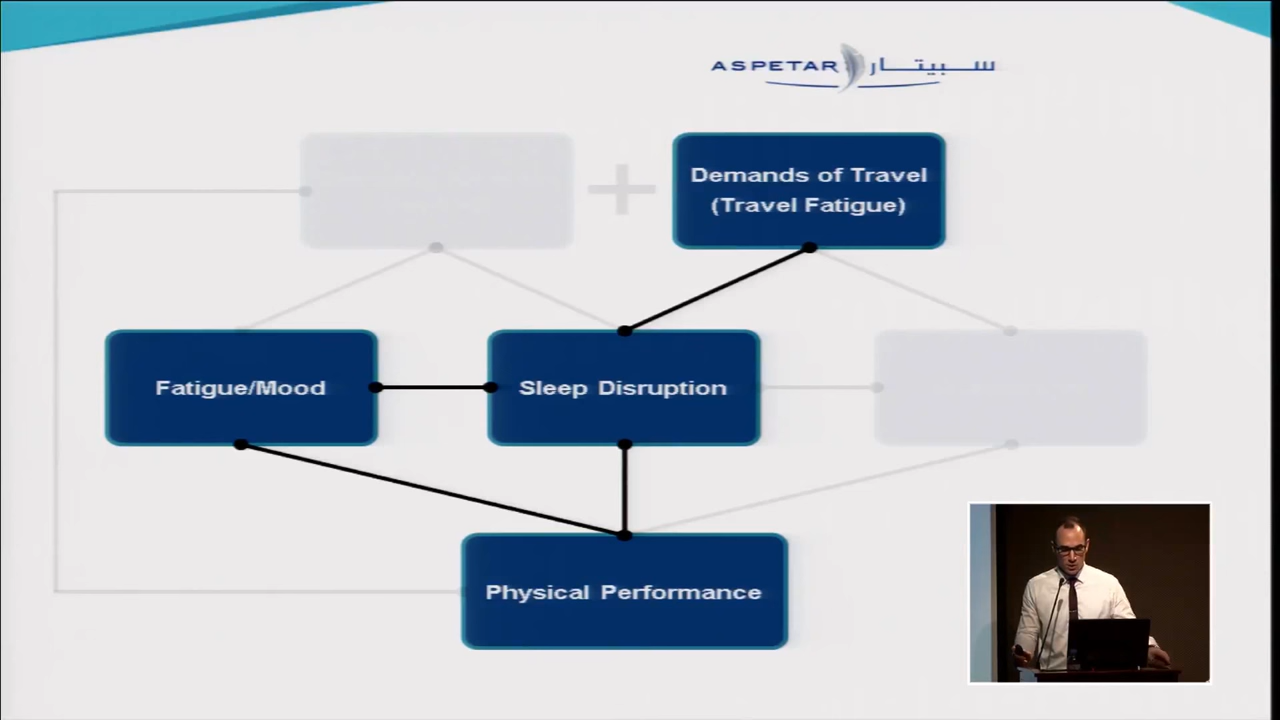 ASPETAR سبيتار
Demands of Travel
(Travel Fatigue)
Fatigue/Mood
Sleep Disruption
Physical Performance